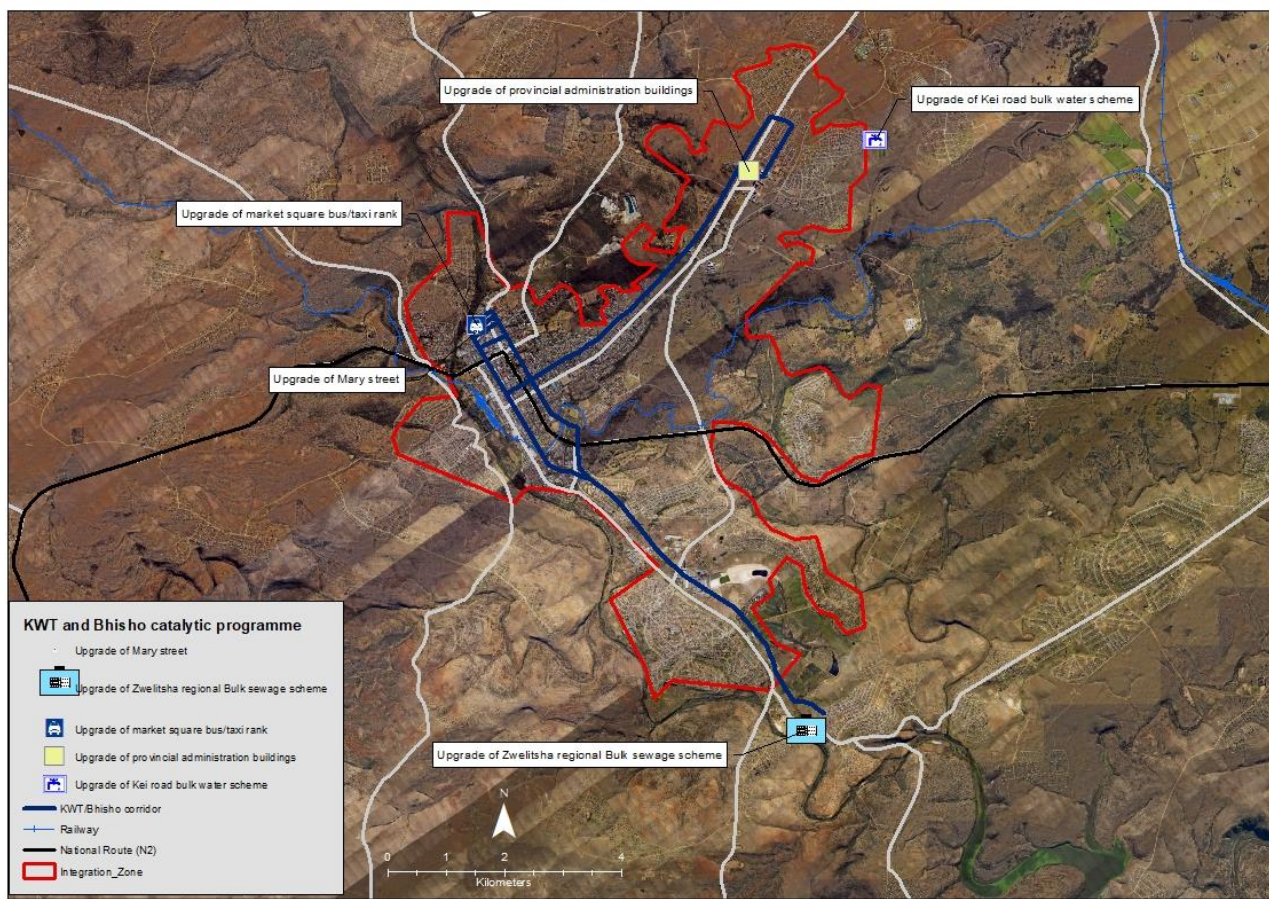 Upgrade of provincial administration buildings
Upgrade of Kei road bulk water scheme
Upgrade of market square bus/taxi rank
Upgrade of Mary street
Upgrade of Zwelitsha regional Bulk sewage scheme
KWT and Bhisho catalytic programme
Upgrade of Mary street
Upgrade of Zwelitsha regional Bulk sewage scheme
Upgrade of market square bus/taxi rank
Upgrade of provincial administration buildings
Upgrade of Kei road bulk water scheme
KWT/Bhisho corridor
Railway
National Route (N2)
Integration_Zone
N
0 1 2 4
Kilometers